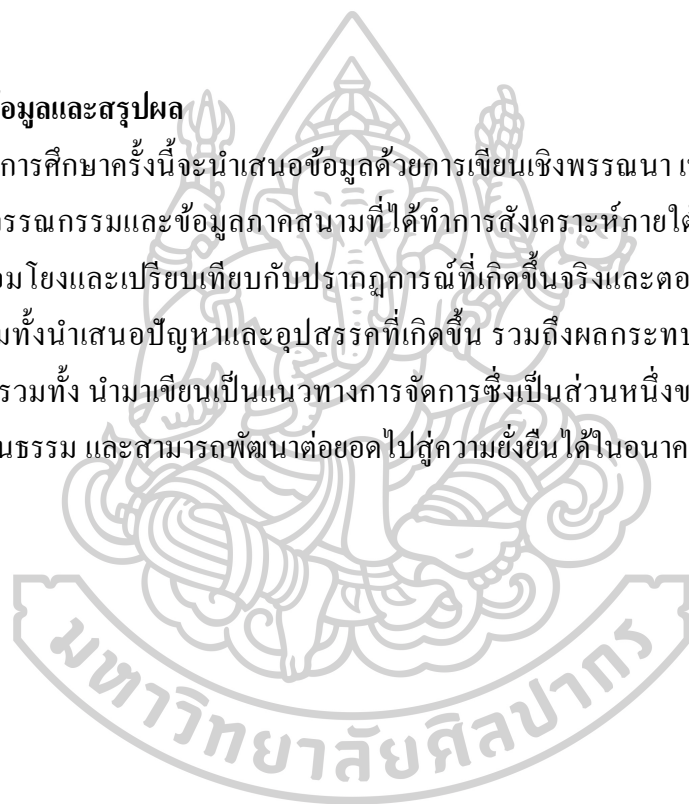 อมูลและสรุปผล
การศึกษาครั้งนี้จะนำเสนอข้อมูลด้วยการเขียนเชิงพรรณนา
วรรณกรรมและข้อมูลภาคสนามที่ได้ทำการสังเคราะห์ภายใต้
อมโยงและเปรียบเทียบกับปรากฏการณ์ที่เกิดขึ้นจริงและตอ
มทั้งนำเสนอปัญหาและอุปสรรคที่เกิดขึ้น รวมถึงผลกระทบ
รวมทั้ง นำมาเขียนเป็นแนวทางการจัดการซึ่งเป็นส่วนหนึ่งข
นธรรม และสามารถพัฒนาต่อยอดไปสู่ความยั่งยืนได้ในอนาค
มหาวิทยาลัยศิลปากร